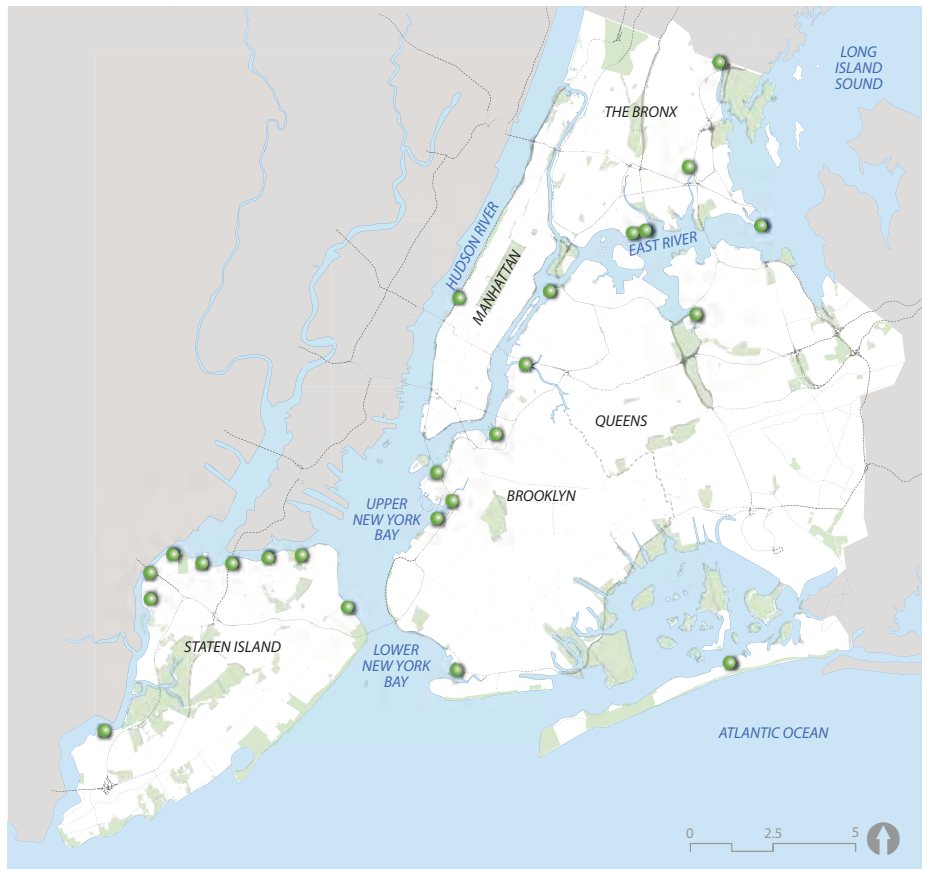 LONG
ISLAND
SOUND
THE BRONX
HUDSON RIVER
EAST RIVER
MANHATTAN
QUEENS
BROOKLYN
UPPER
NEW YORK
BAY
STATEN ISLAND
LOWER
NEW YORK
BAY
ATLANTIC OCEAN
0 2.5 5